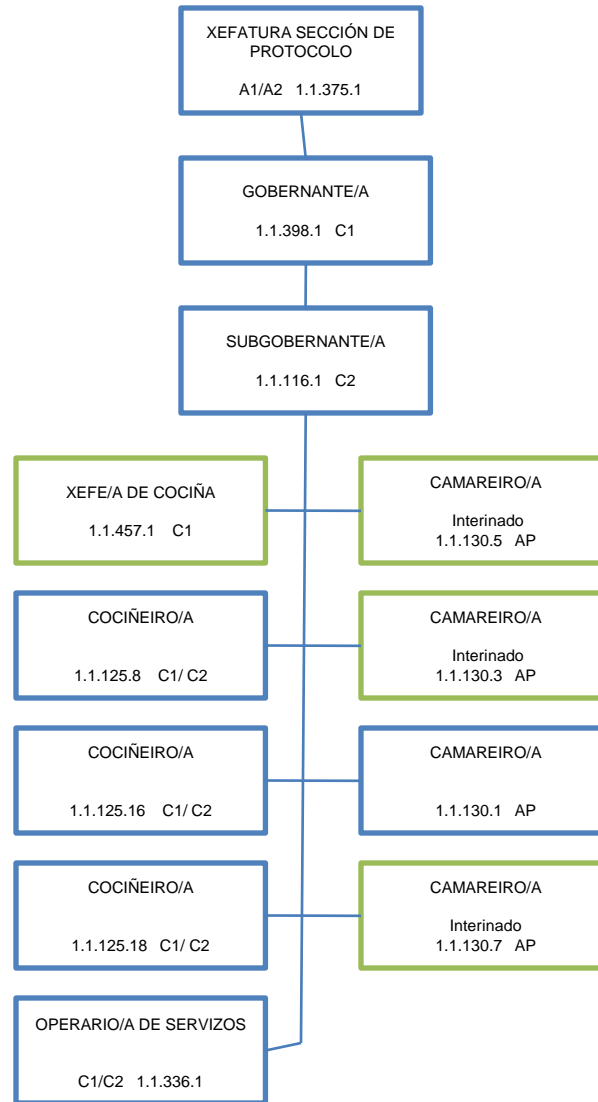 XEFATURA SECCIÓN DE
PROTOCOLO
A1/A2 1.1.375.1
GOBERNANTE/A
1.1.398.1 C1
SUBGOBERNANTE/A
1.1.116.1 C2
XEFE/A DE COCIÑA
1.1.457.1 C1
CAMAREIRO/A
Interinado
1.1.130.5 AP
COCIÑEIRO/A
1.1.125.8 C1/ C2
CAMAREIRO/A
Interinado
1.1.130.3 AP
COCIÑEIRO/A
1.1.125.16 C1/ C2
CAMAREIRO/A
1.1.130.1 AP
COCIÑEIRO/A
1.1.125.18 C1/ C2
CAMAREIRO/A
Interinado
1.1.130.7 AP
OPERARIO/A DE SERVIZOS
C1/C2 1.1.336.1